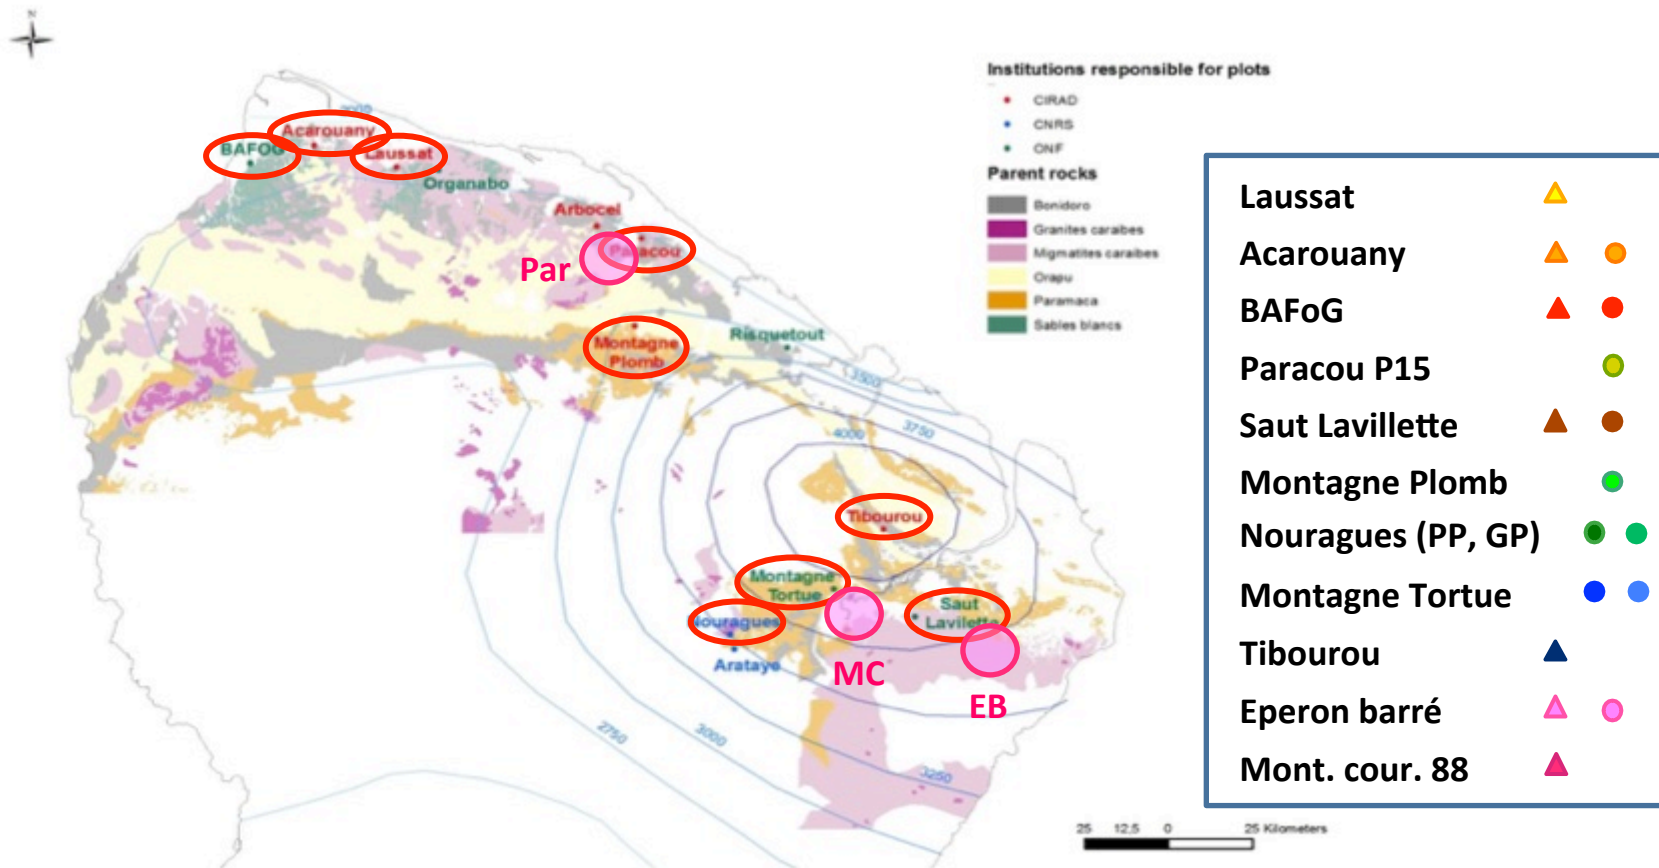 N
Institutions responsible for plots
CIRAD
CNRS
ONF
Parent rocks
Bonidoro
Granites caraibes
Migmatites caraibes
Orapu
Paramaca
Sables blancs
Acarouany
BAFOG
Laussat
Organabo
Arbocel
Paracou
Par
Montagne
Plomb
Risquetout
3500
3750
4000
Tibourou
Montagne
Tortue
Saut
Lavilette
Nouragues
Arataye
MC
EB
2750
3000
3250
25 12,5 0 25 Kilometers
Laussat
Acarouany
BAFoG
Paracou P15
Saut Lavillette
Montagne Plomb
Nouragues (PP, GP)
Montagne Tortue
Tibourou
Eperon barré
Mont. cour. 88